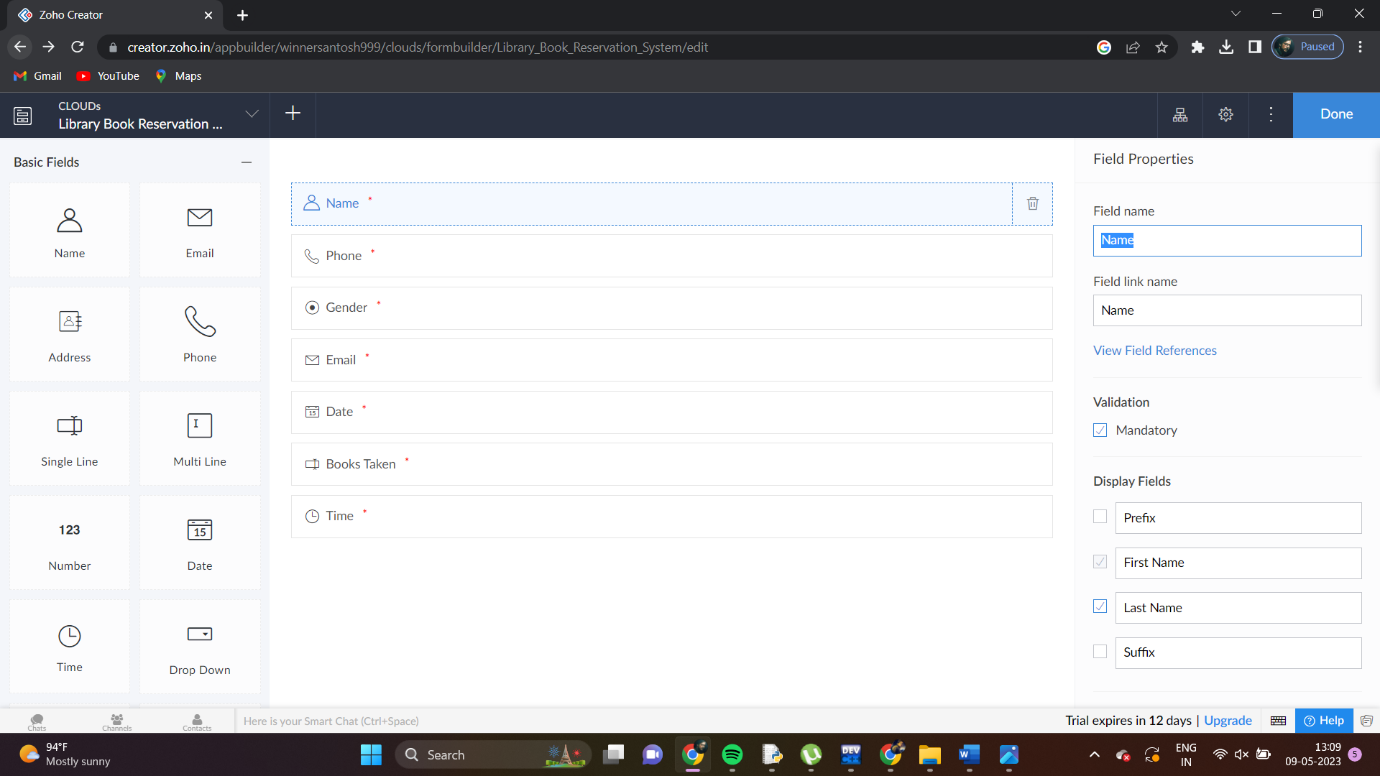 Zoho Creator
creator.zoho.in/appbuilder/winnersantosh999/clouds/formbuilder/Library_Book_Reservation_System/edit
Paused
Gmail
YouTube
Maps
CLOUDs
Library Book Reservation ...
Done
Basic Fields
Name
Email
Address
Phone
Single Line
Multi Line
123
15
Number
Date
Time
Drop Down
Name *
Phone *
Gender *
Email *
15 Date *
Books Taken *
Time *
Field Properties
Field name
Name
Field link name
Name
View Field References
Validation
Mandatory
Display Fields
Prefix
First Name
Last Name
Suffix
Chats
Channels
Contacts
Here is your Smart Chat (Ctrl+Space)
Trial expires in 12 days | Upgrade
Help
94°F
Mostly sunny
Search
DEV
W
ENG
IN
13:09
09-05-2023
5